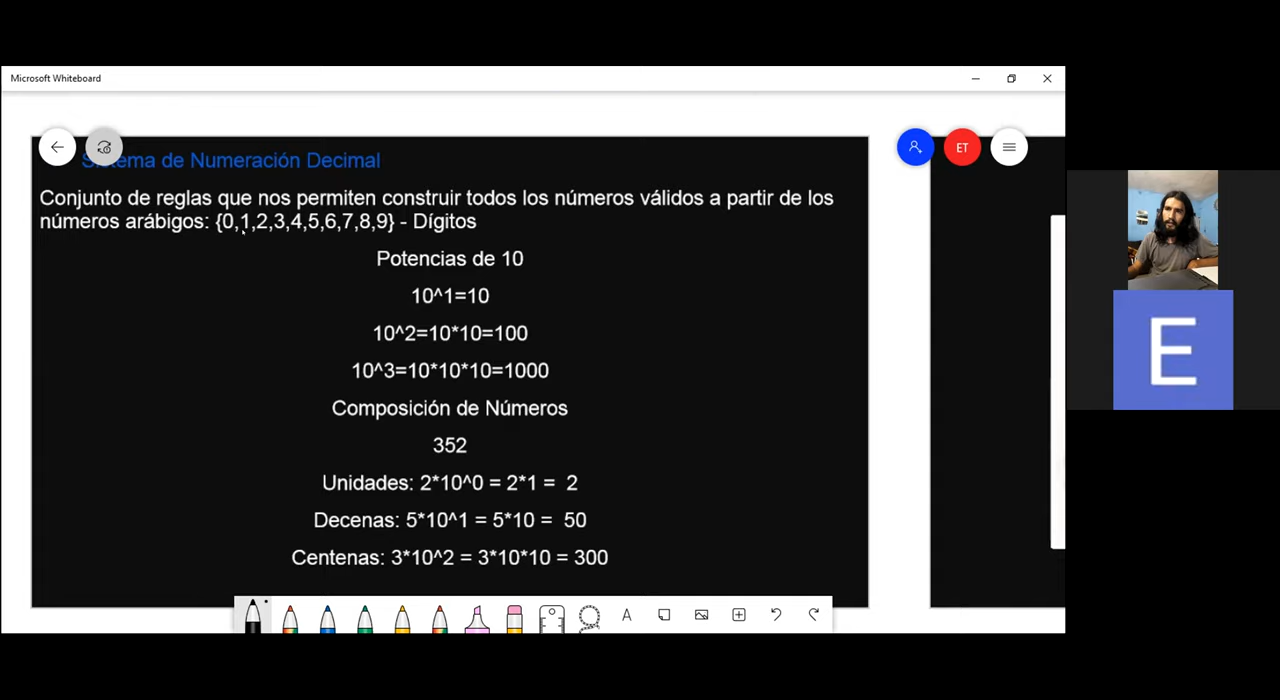 Microsoft Whiteboard
Sistema de Numeración Decimal
ET
Conjunto de reglas que nos permiten construir todos los números válidos a partir de los
números arábigos: {0,1,2,3,4,5,6,7,8,9} - Dígitos
Potencias de 10
10^1=10
10^2=10*10=100
10^3=10*10*10=1000
E
Composición de Números
352
Unidades: 2*10^0 = 2*1 = 2
Decenas: 5*10^1 = 5*10 = 50
Centenas: 3*10^2 = 3*10*10 = 300
A